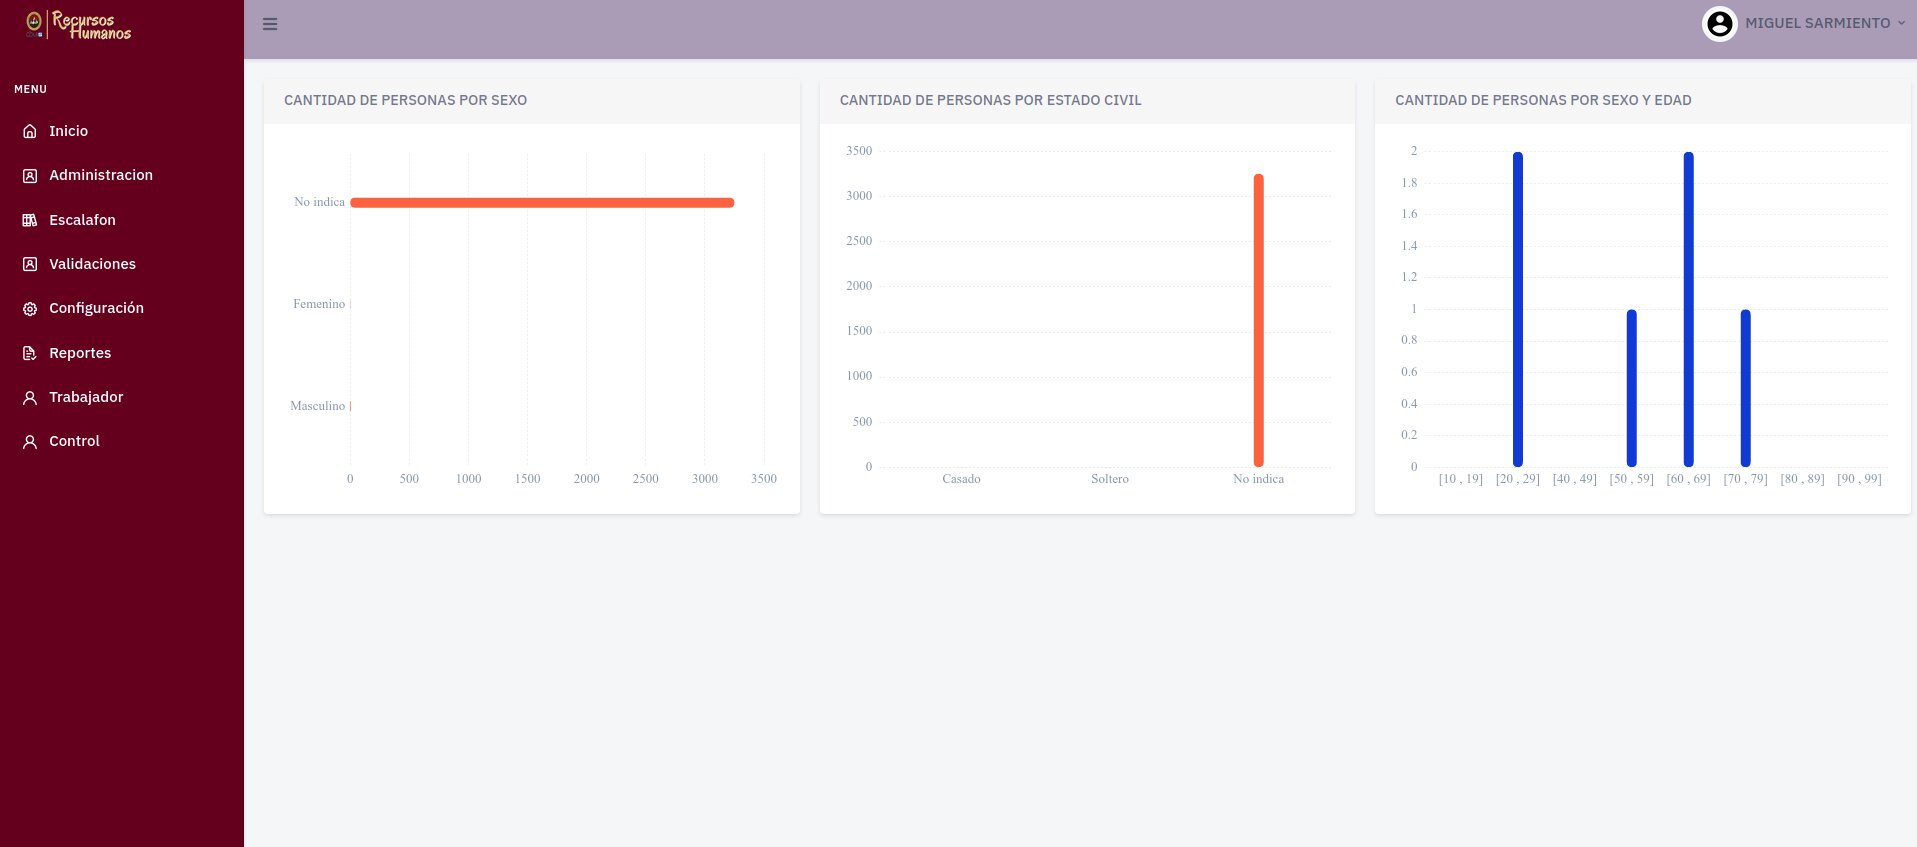 Recursos
Humanos
MIGUEL SARMIENTO
MENU
Inicio
Administracion
Escalafon
Validaciones
Configuración
Reportes
Trabajador
Control
CANTIDAD DE PERSONAS POR SEXO
No indica
Femenino
Masculino
0 500 1000 1500 2000 2500 3000 3500
CANTIDAD DE PERSONAS POR ESTADO CIVIL
3500
3000
2500
2000
1500
1000
500
0
Casado Soltero No indica
CANTIDAD DE PERSONAS POR SEXO Y EDAD
2
1.8
1.6
1.4
1.2
1
0.8
0.6
0.4
0.2
0
[10 , 19] [20 , 29] [40 , 49] [50 , 59] [60 , 69] [70 , 79] [80 , 89] [90 , 99]